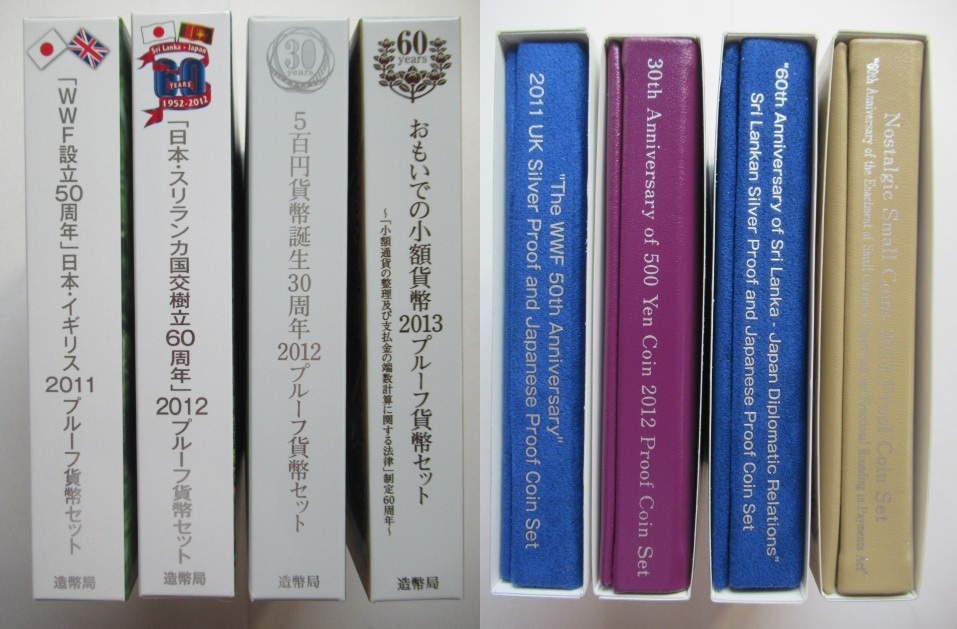 「WWF設立50周年」日本・イギリス2011プルーフ貨幣セット
造幣局
Sri Lanka - Japan
60
YEARS
1952-2012
「日本・スリランカ国交樹立60周年」2012プルーフ貨幣セット
造幣局
30
years
5百円貨幣誕生30周年2012プルーフ貨幣セット
造幣局
60
years
おもいでの小額貨幣2013プルーフ貨幣セット
～「小額通貨の整理及び支払金の端数計算に関する法律」制定60周年～
造幣局
"The WWF 50th Anniversary"
2011 UK Silver Proof and Japanese Proof Coin Set
30th Anniversary of 500 Yen Coin 2012 Proof Coin Set
"60th Anniversary of Sri Lanka - Japan Diplomatic Relations"
Sri Lankan Silver Proof and Japanese Proof Coin Set
Nostalgic Small Coins Proof Coin Set
"60th Anniversary of the Enactment of Small in Payments Act"